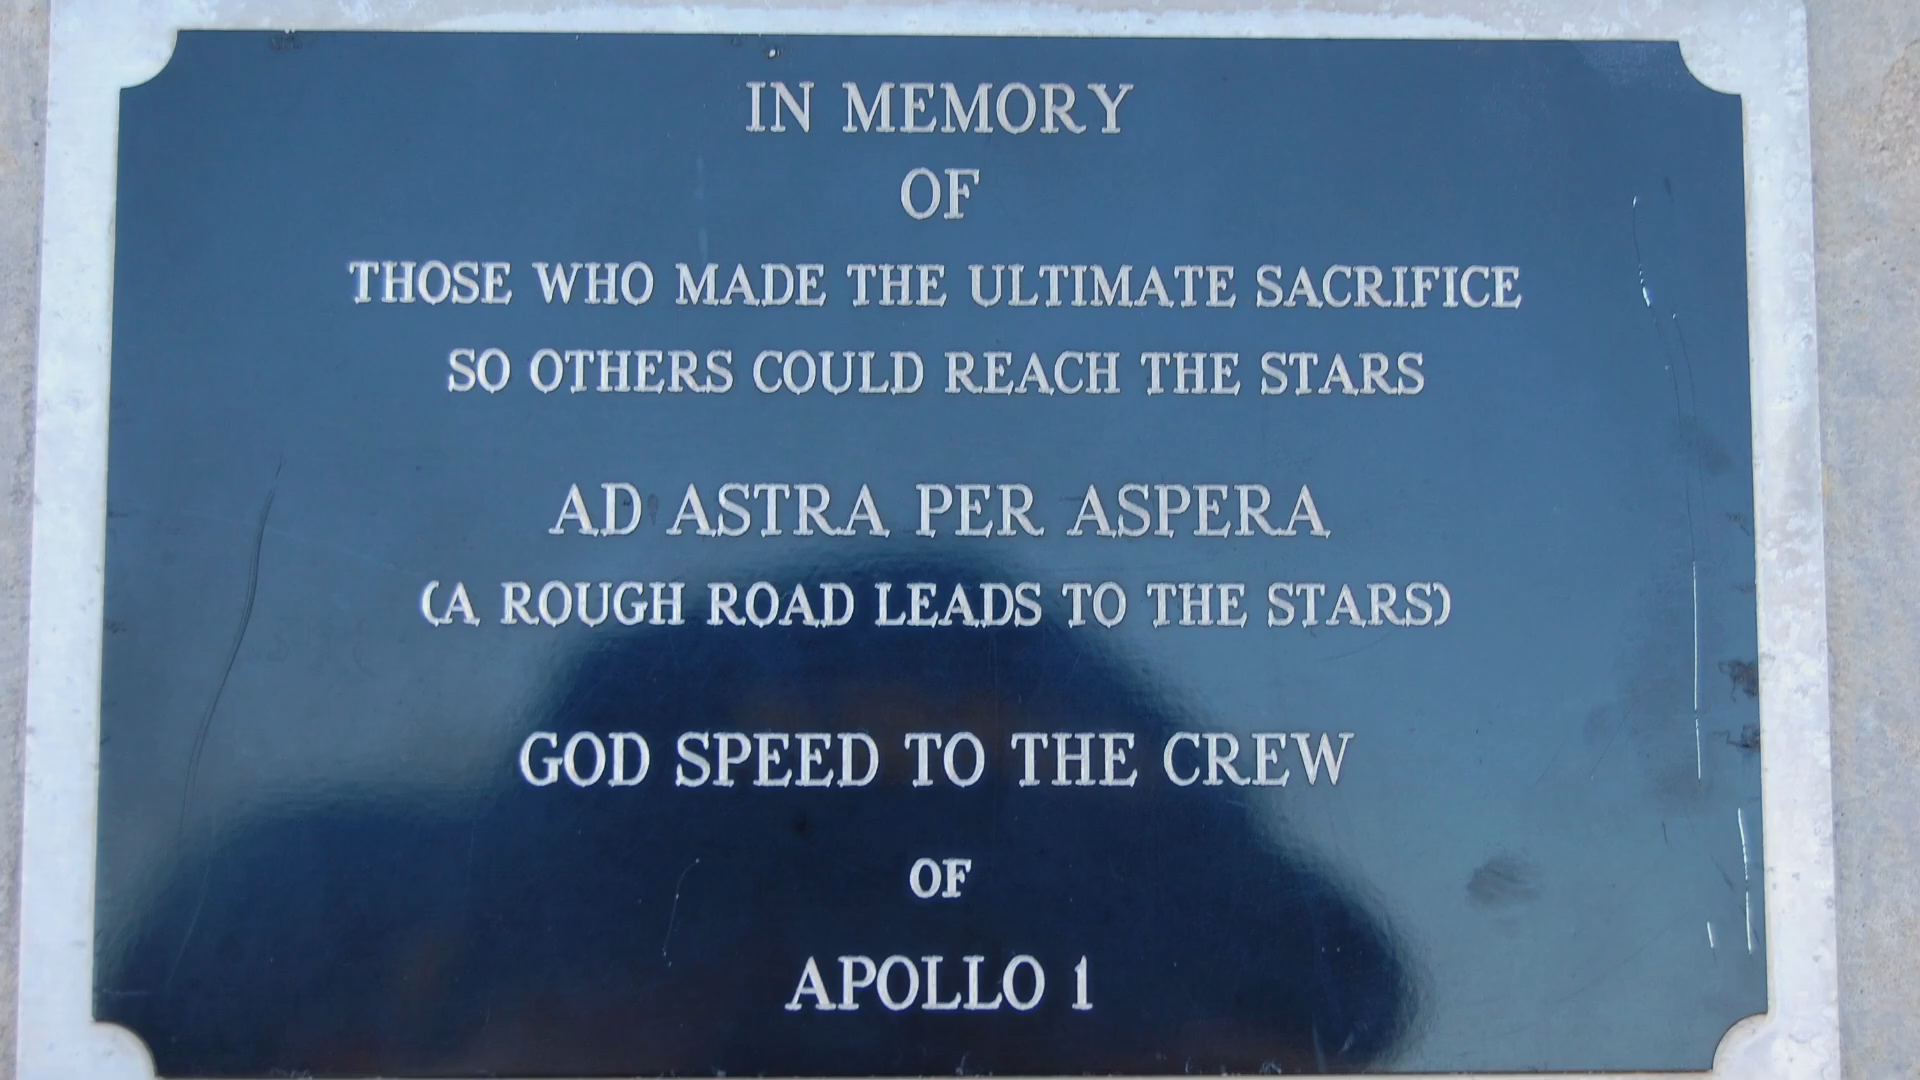 IN MEMORY
OF
THOSE WHO MADE THE ULTIMATE SACRIFICE
SO OTHERS COULD REACH THE STARS
AD ASTRA PER ASPERA
(A ROUGH ROAD LEADS TO THE STARS)
GOD SPEED TO THE CREW
OF
APOLLO 1